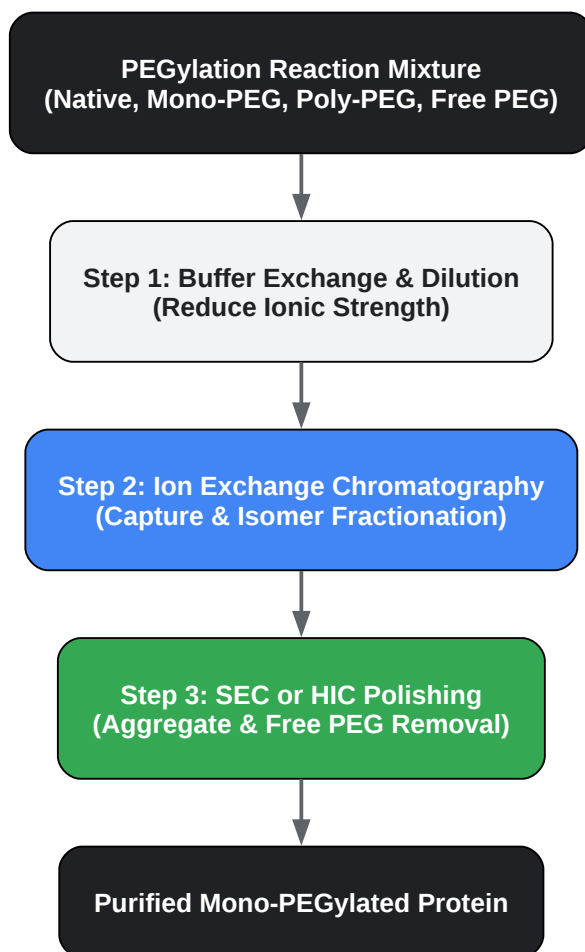 PEGylation Reaction Mixture
(Native, Mono-PEG, Poly-PEG, Free PEG)
Step 1: Buffer Exchange & Dilution
(Reduce Ionic Strength)
Step 2: Ion Exchange Chromatography
(Capture & Isomer Fractionation)
Step 3: SEC or HIC Polishing
(Aggregate & Free PEG Removal)
Purified Mono-PEGylated Protein